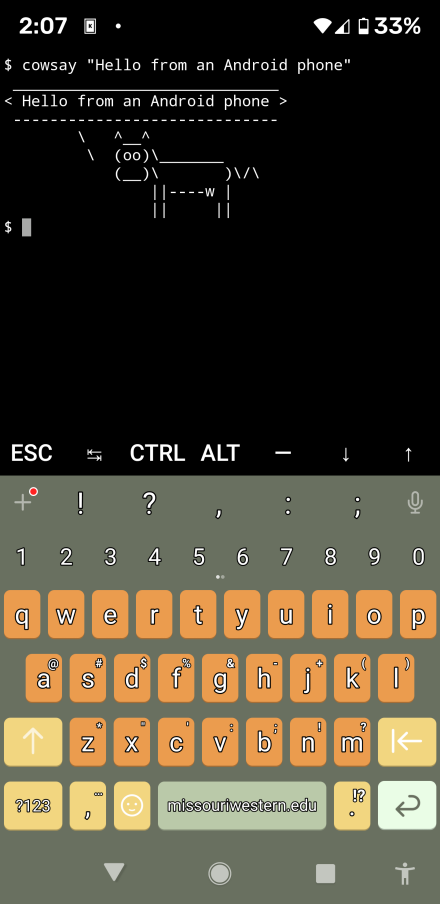 2:07 33%
$ cowsay "Hello from an Android phone"
 _____________________________
< Hello from an Android phone >
 -----------------------------
        \   ^__^
         \  (oo)\_______
            (__)\       )\/\
                ||----w |
                ||     ||
$
ESC ↹ CTRL ALT – ↓ ↑
+ ! ? , : ;
1 2 3 4 5 6 7 8 9 0
q w e r t y u i o p
@ # $ % & - + ( )
a s d f g h j k l
* " ' : ; ! ?
z x c v b n m
?123 , ... missouriwestern.edu !? .